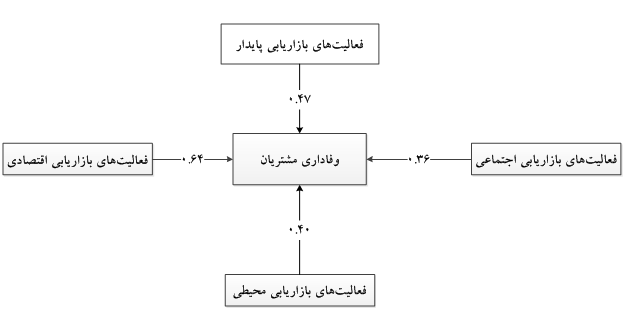 فعالیت‌های بازاریابی پایدار
۰.۴۷
فعالیت‌های بازاریابی اجتماعی
۰.۳۶
وفاداری مشتریان
۰.۶۴
فعالیت‌های بازاریابی اقتصادی
۰.۴۰
فعالیت‌های بازاریابی محیطی